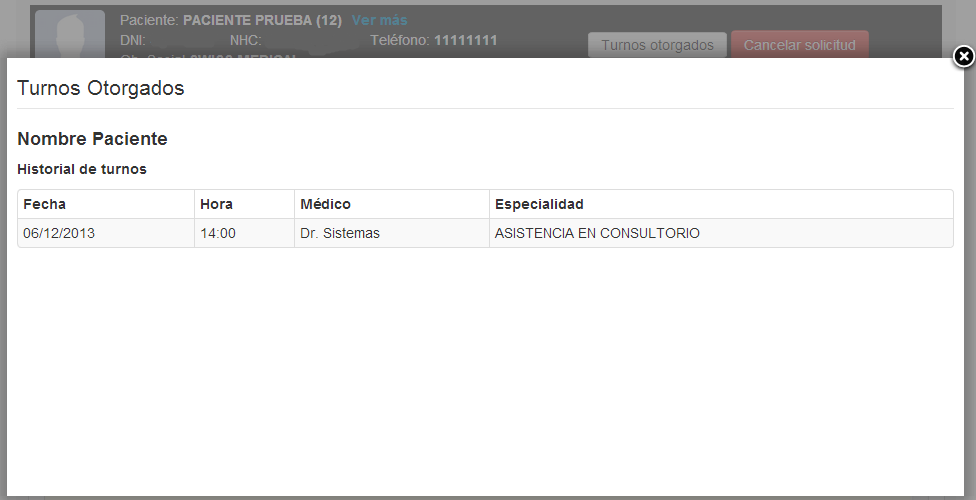 Paciente: PACIENTE PRUEBA (12) Ver más
DNI: NHC: Teléfono: 11111111
Turnos otorgados Cancelar solicitud
Turnos Otorgados
Nombre Paciente
Historial de turnos
Fecha Hora Médico Especialidad
06/12/2013 14:00 Dr. Sistemas ASISTENCIA EN CONSULTORIO